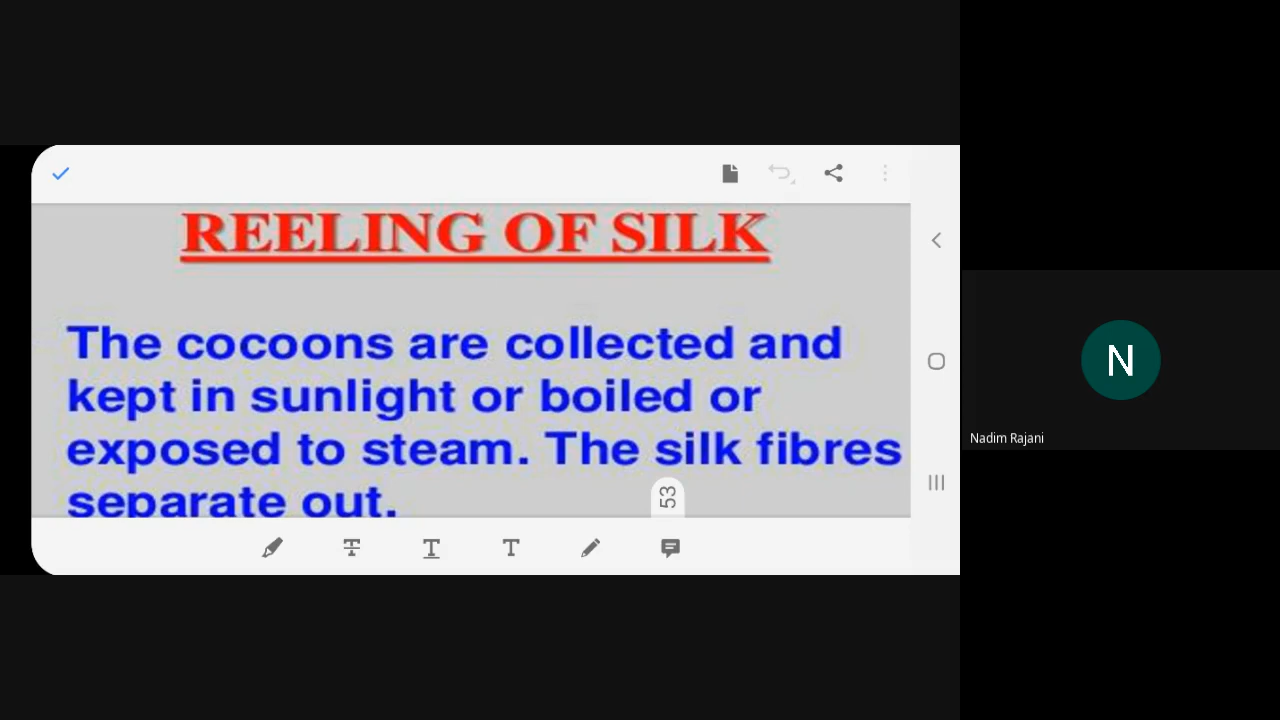 REELING OF SILK
The cocoons are collected and
kept in sunlight or boiled or
exposed to steam. The silk fibres
separate out.
53
N
Nadim Rajani